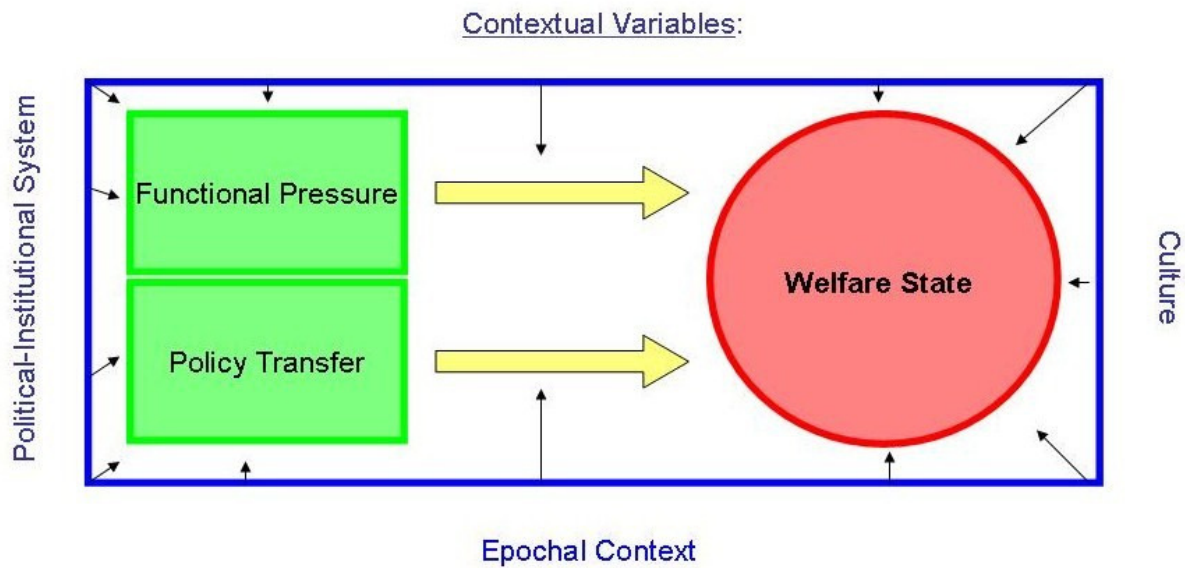 Contextual Variables:
Political-Institutional System
Functional Pressure
Policy Transfer
Welfare State
Culture
Epochal Context